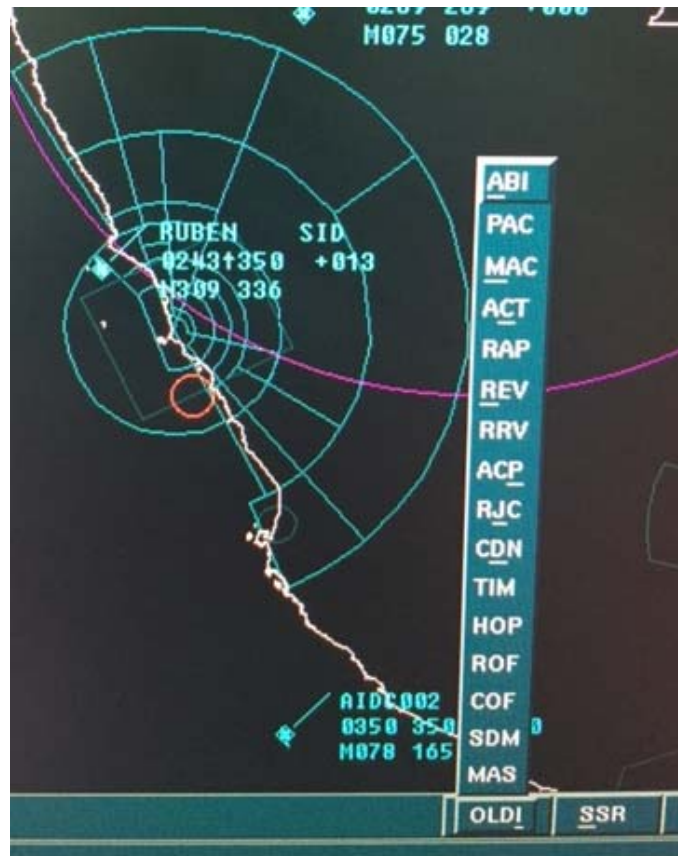 M075 028
ABI
PAC
MAC
ACT
RUBEN SID
0243↑350 +013
N309 336
RAP
REV
RRV
ACP
RJC
CDN
TIM
HOP
ROF
COF
SDM
MAS
AIDC002
0350 350 0
M078 165
OLDI SSR